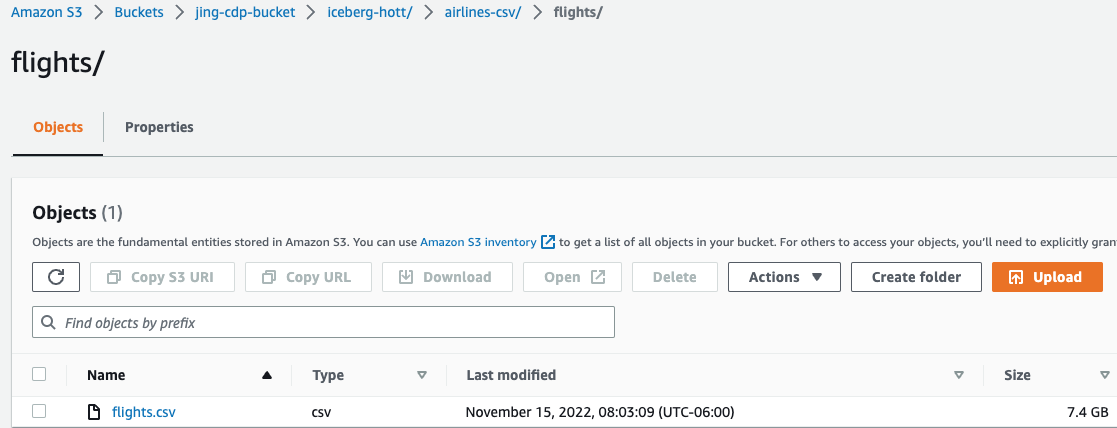 Amazon S3 > Buckets > jing-cdp-bucket > iceberg-hott/ > airlines-csv/ > flights/
flights/
Objects Properties
Objects (1)
Objects are the fundamental entities stored in Amazon S3. You can use Amazon S3 inventory to get a list of all objects in your bucket. For others to access your objects, you'll need to explicitly gran
Copy S3 URI Copy URL Download Open Delete Actions Create folder Upload
Find objects by prefix
Name Type Last modified Size
flights.csv csv November 15, 2022, 08:03:09 (UTC-06:00) 7.4 GB